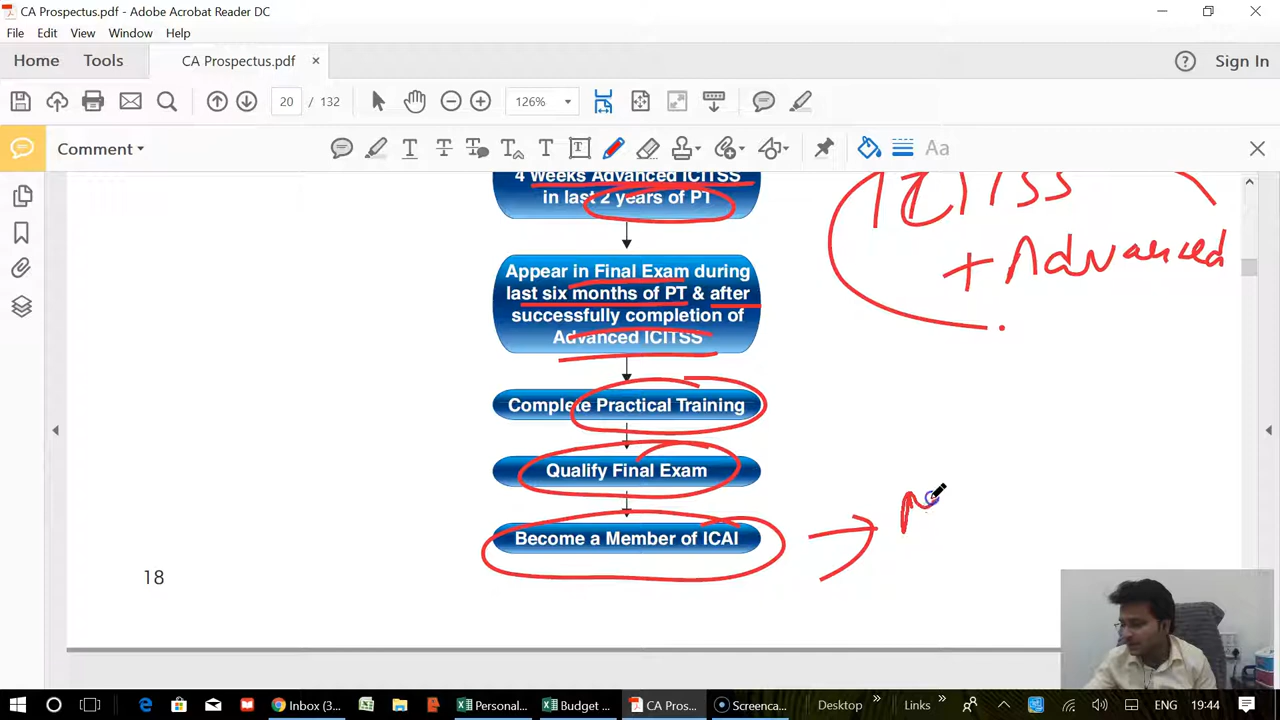 CA Prospectus.pdf - Adobe Acrobat Reader DC
File Edit View Window Help
Home Tools CA Prospectus.pdf × Sign In
20 / 132 126%
Comment
4 Weeks Advanced ICITSS
in last 2 years of PT
ICITSS
+ Advanced
Appear in Final Exam during
last six months of PT & after
successfully completion of
Advanced ICITSS
Complete Practical Training
Qualify Final Exam
Become a Member of ICAI
18
Inbox (3... Personal... Budget ... CA Pros... Screenca... Desktop » Links » ENG 19:44